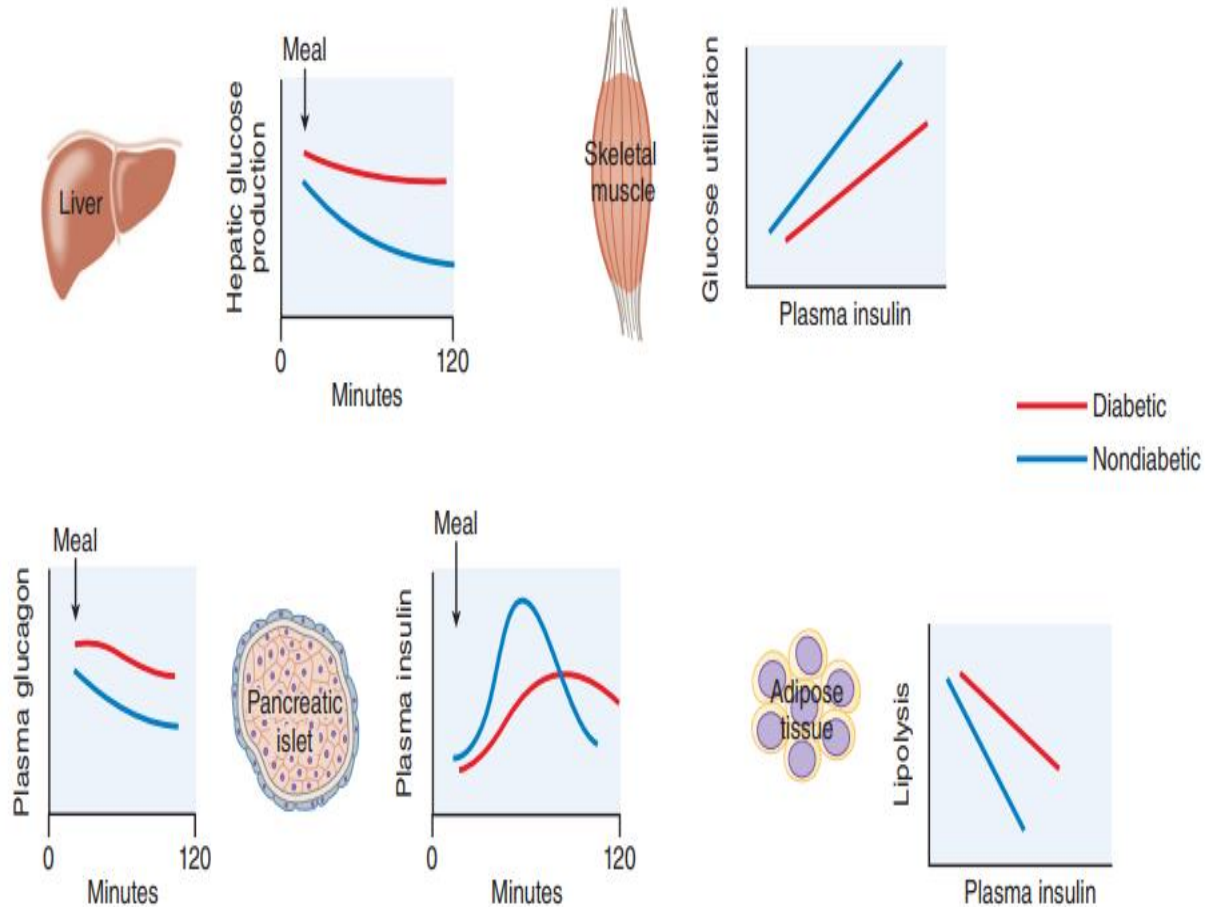 Meal
Hepatic glucose
production
Liver
0
120
Minutes
Skeletal
muscle
Glucose utilization
Plasma insulin
Diabetic
Nondiabetic
Meal
Plasma glucagon
0
120
Minutes
Pancreatic
islet
Meal
Plasma insulin
0
120
Minutes
Adipose
tissue
Lipolysis
Plasma insulin